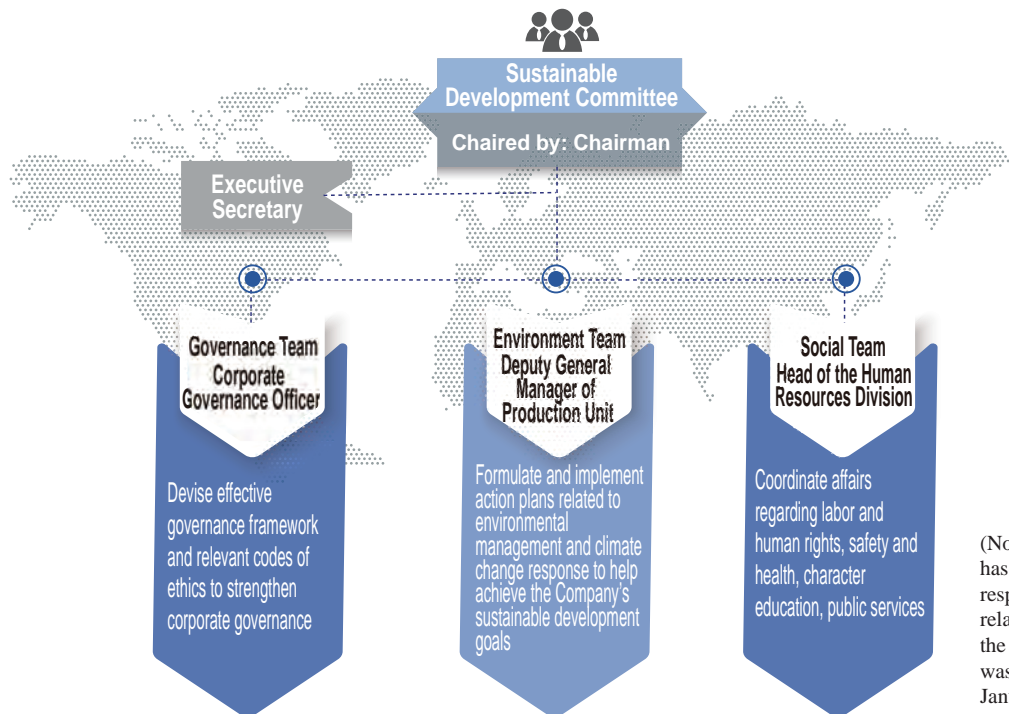 Sustainable
Development Committee
Chaired by: Chairman
Executive
Secretary
Governance Team
Corporate
Governance Officer
Environment Team
Deputy General
Manager of
Production Unit
Social Team
Head of the Human
Resources Division
Devise effective
governance framework
and relevant codes of
ethics to strengthen
corporate governance
Formulate and implement
action plans related to
environmental
management and climate
change response to help
achieve the Company's
sustainable development
goals
Coordinate affairs
regarding labor and
human rights, safety and
health, character
education, public services
has
the
was